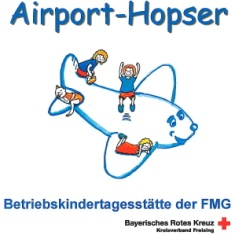 Airport-Hopser
Betriebskindertagesstätte der FMG
Bayerisches Rotes Kreuz
Kreisverband Freising